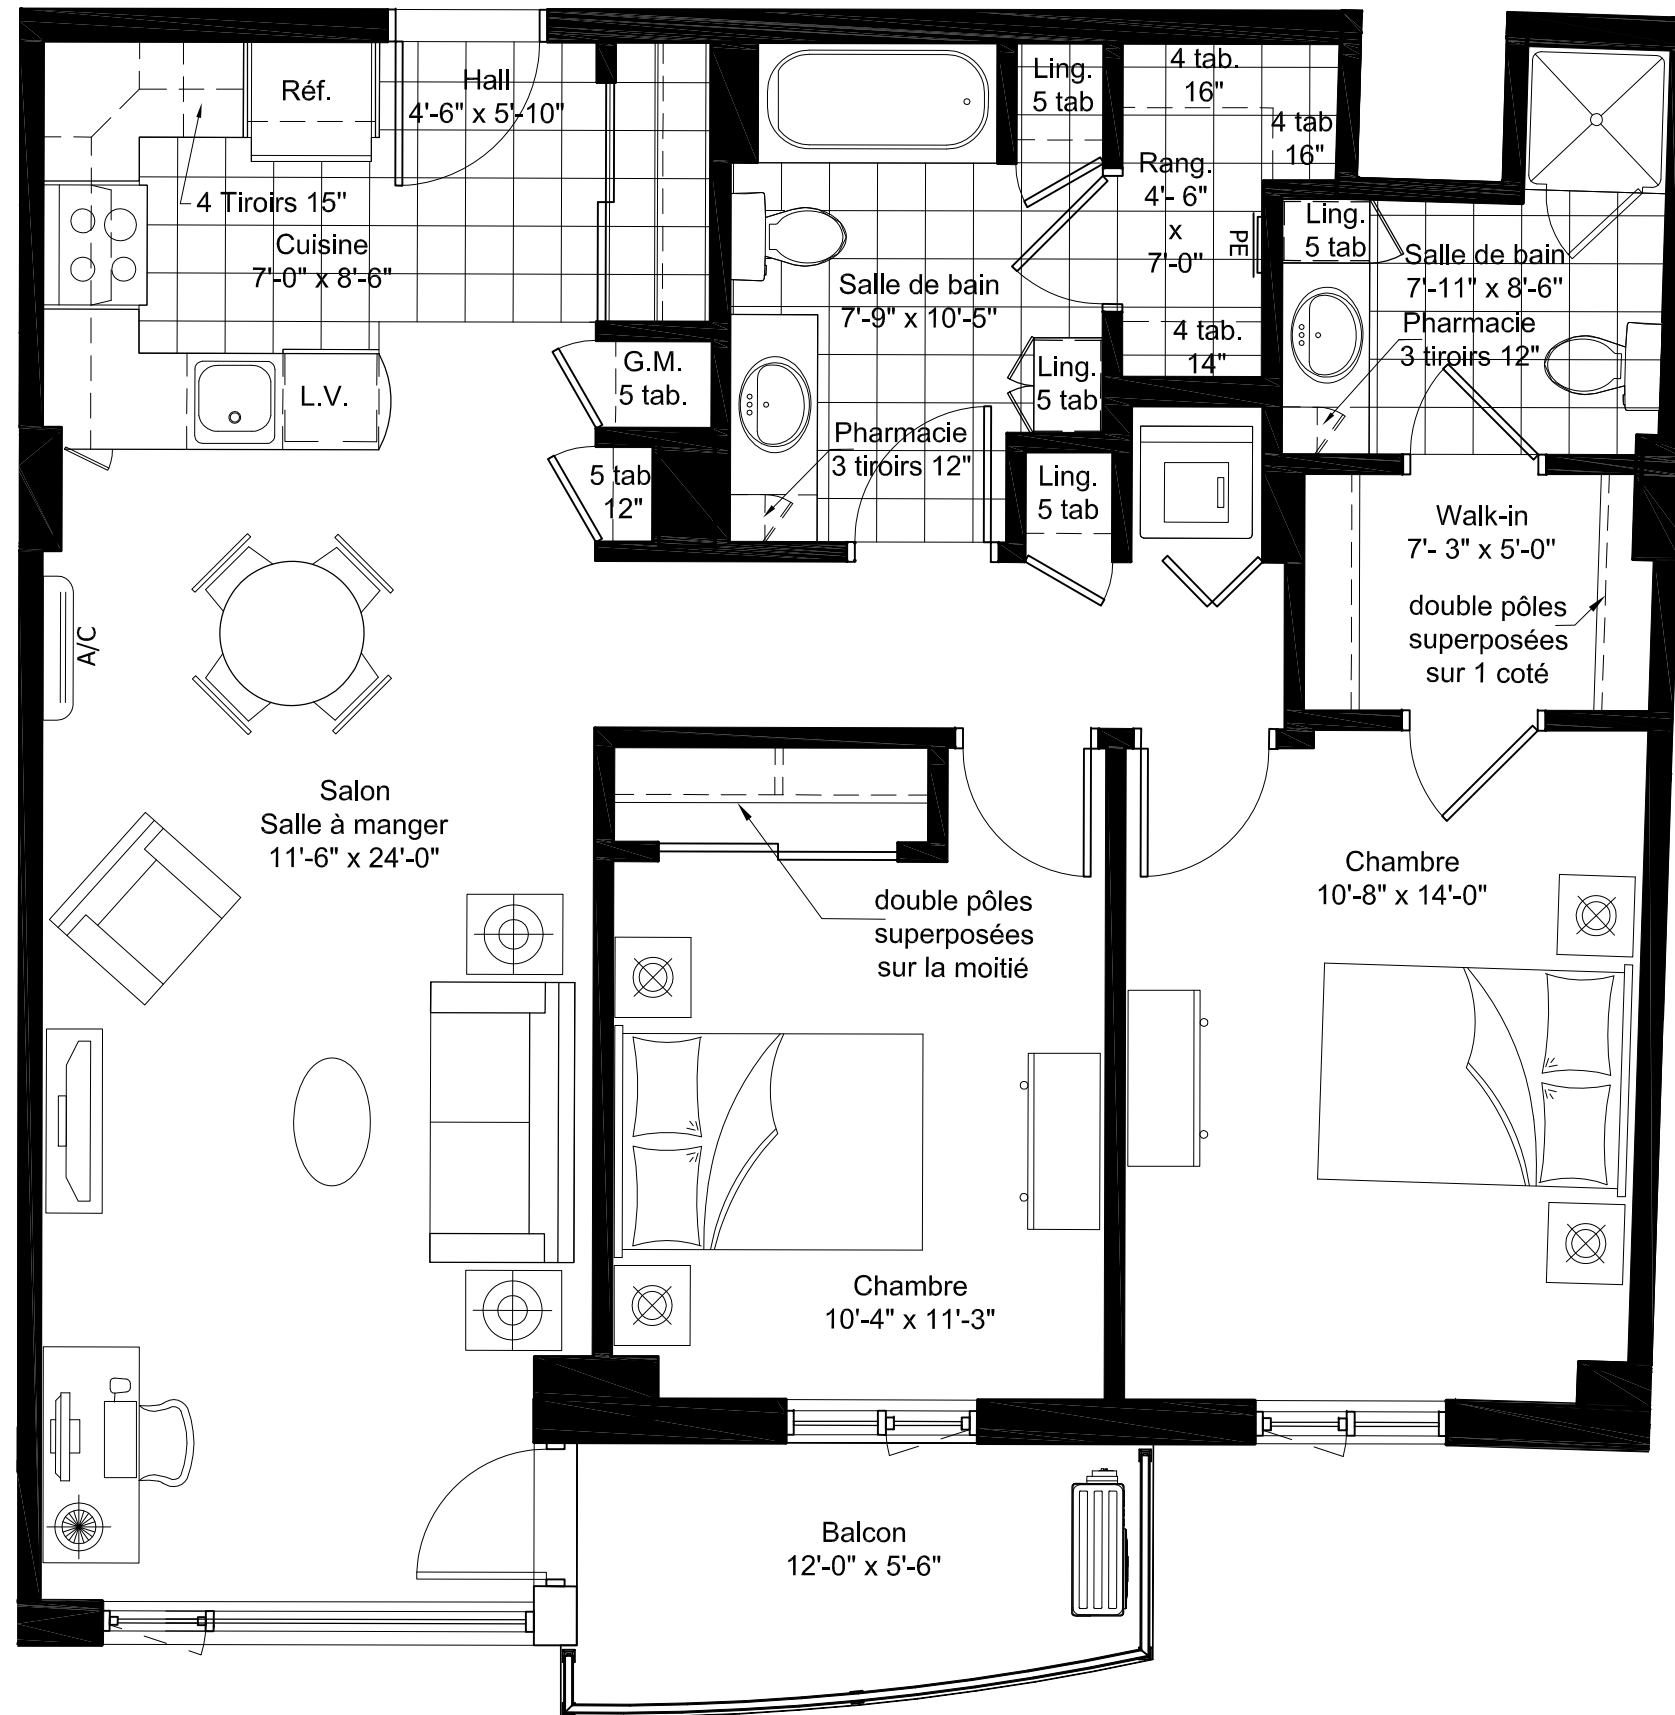 Réf.
Hall
4'-6" x 5'-10"
4 Tiroirs 15"
Cuisine
7'-0" x 8'-6"
L.V.
G.M.
5 tab.
5 tab
12"
Ling.
5 tab
4 tab.
16"
4 tab
16"
Rang.
4'- 6"
x
7'-0"
PE
4 tab.
14"
Salle de bain
7'-9" x 10'-5"
Ling.
5 tab
Pharmacie
3 tiroirs 12"
Ling.
5 tab
Ling.
5 tab
Salle de bain
7'-11" x 8'-6"
Pharmacie
3 tiroirs 12"
Walk-in
7'- 3" x 5'-0"
double pôles
superposées
sur 1 coté
A/C
Salon
Salle à manger
11'-6" x 24'-0"
double pôles
superposées
sur la moitié
Chambre
10'-8" x 14'-0"
Chambre
10'-4" x 11'-3"
Balcon
12'-0" x 5'-6"